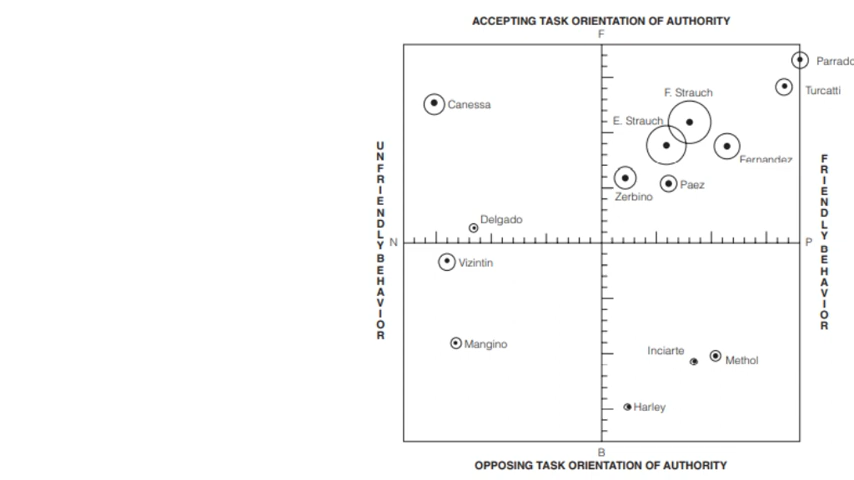 ACCEPTING TASK ORIENTATION OF AUTHORITY
F
Parrado
Turcatti
F. Strauch
Canessa
E. Strauch
Fernandez
Paez
Zerbino
Delgado
N
P
UNFRIENDLY BEHAVIOR
FRIENDLY BEHAVIOR
Vizintin
Mangino
Inciarte
Methol
Harley
B
OPPOSING TASK ORIENTATION OF AUTHORITY